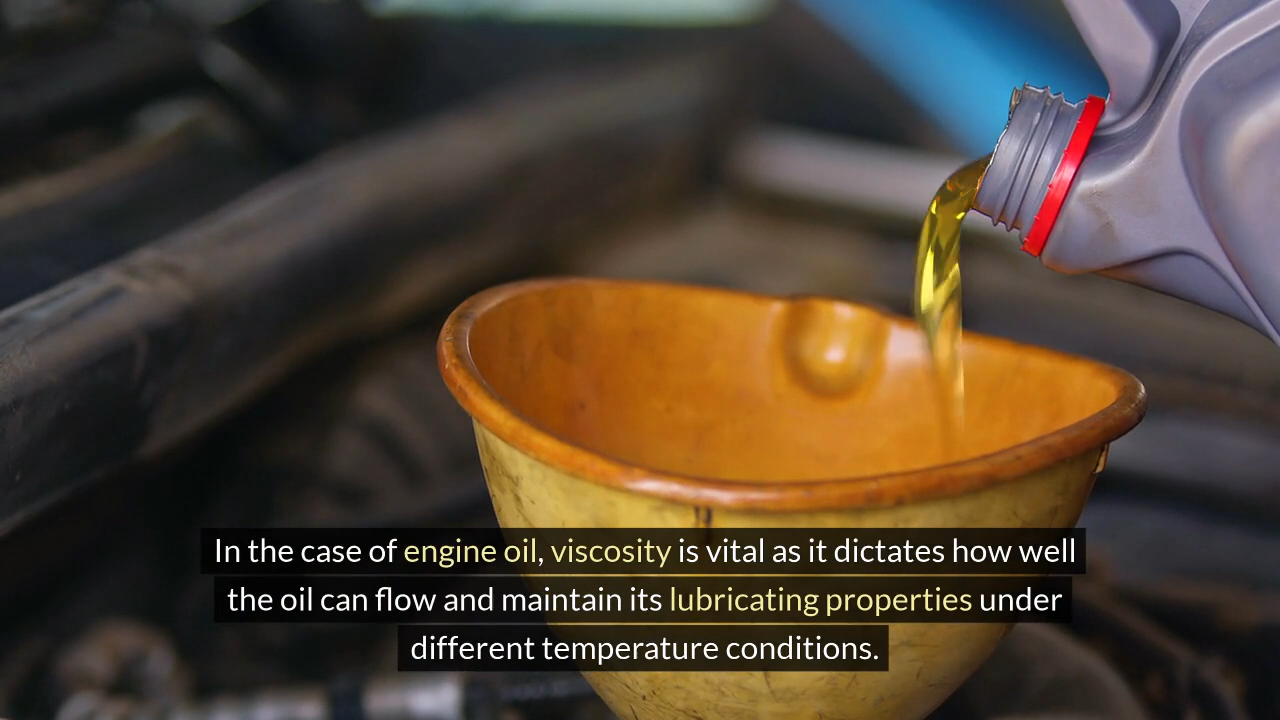 In the case of engine oil, viscosity is vital as it dictates how well
the oil can flow and maintain its lubricating properties under
different temperature conditions.